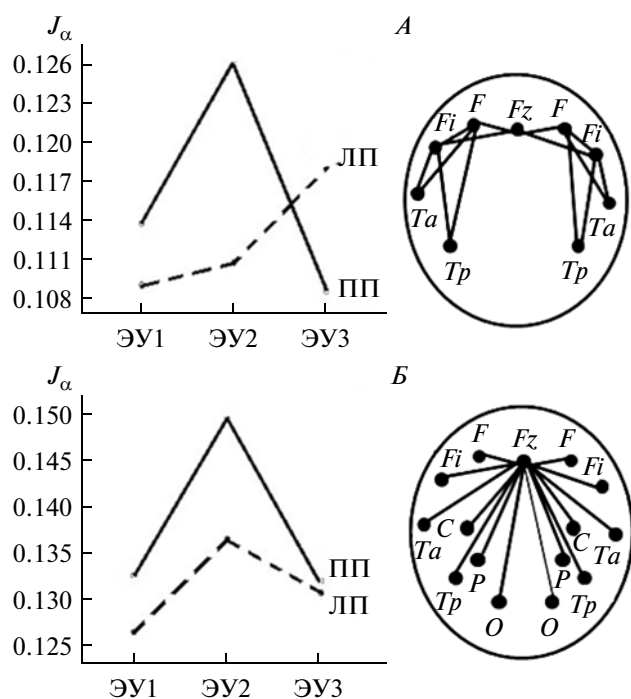 Jα
А
0.126
0.123
0.120
0.117
0.114
0.111
0.108
ЛП
ПП
ЭУ1 ЭУ2 ЭУ3
F Fz F
Fi Fi
Ta Ta
Tp Tp
Jα
Б
0.150
0.145
0.140
0.135
0.130
0.125
ПП
ЛП
ЭУ1 ЭУ2 ЭУ3
F Fz F
Fi Fi
Ta C C Ta
Tp P P Tp
O O